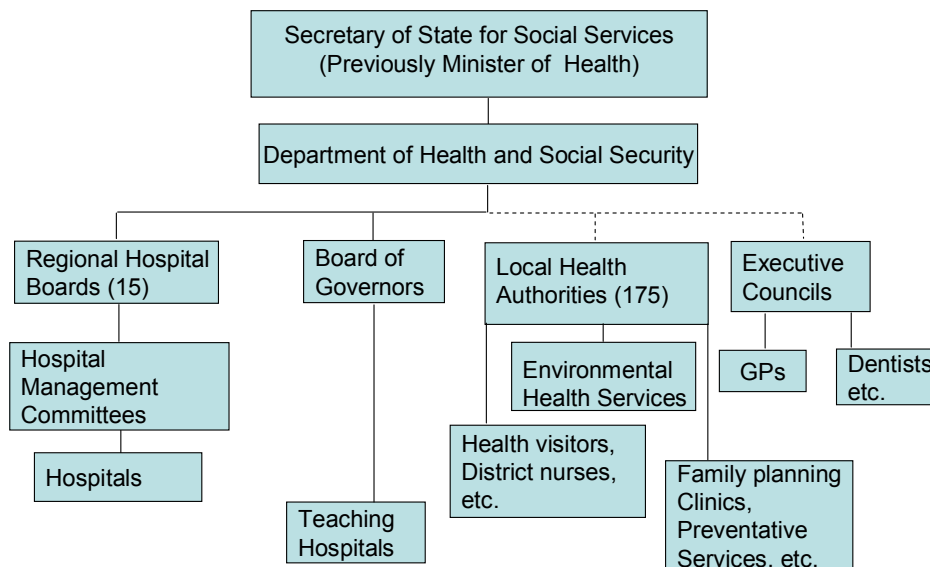 Secretary of State for Social Services
(Previously Minister of Health)
Department of Health and Social Security
Regional Hospital
Boards (15)
Board of
Governors
Local Health
Authorities (175)
Executive
Councils
Hospital
Management
Committees
Environmental
Health Services
GPs
Dentists
etc.
Hospitals
Health visitors,
District nurses,
etc.
Teaching
Hospitals
Family planning
Clinics,
Preventative
Services, etc.